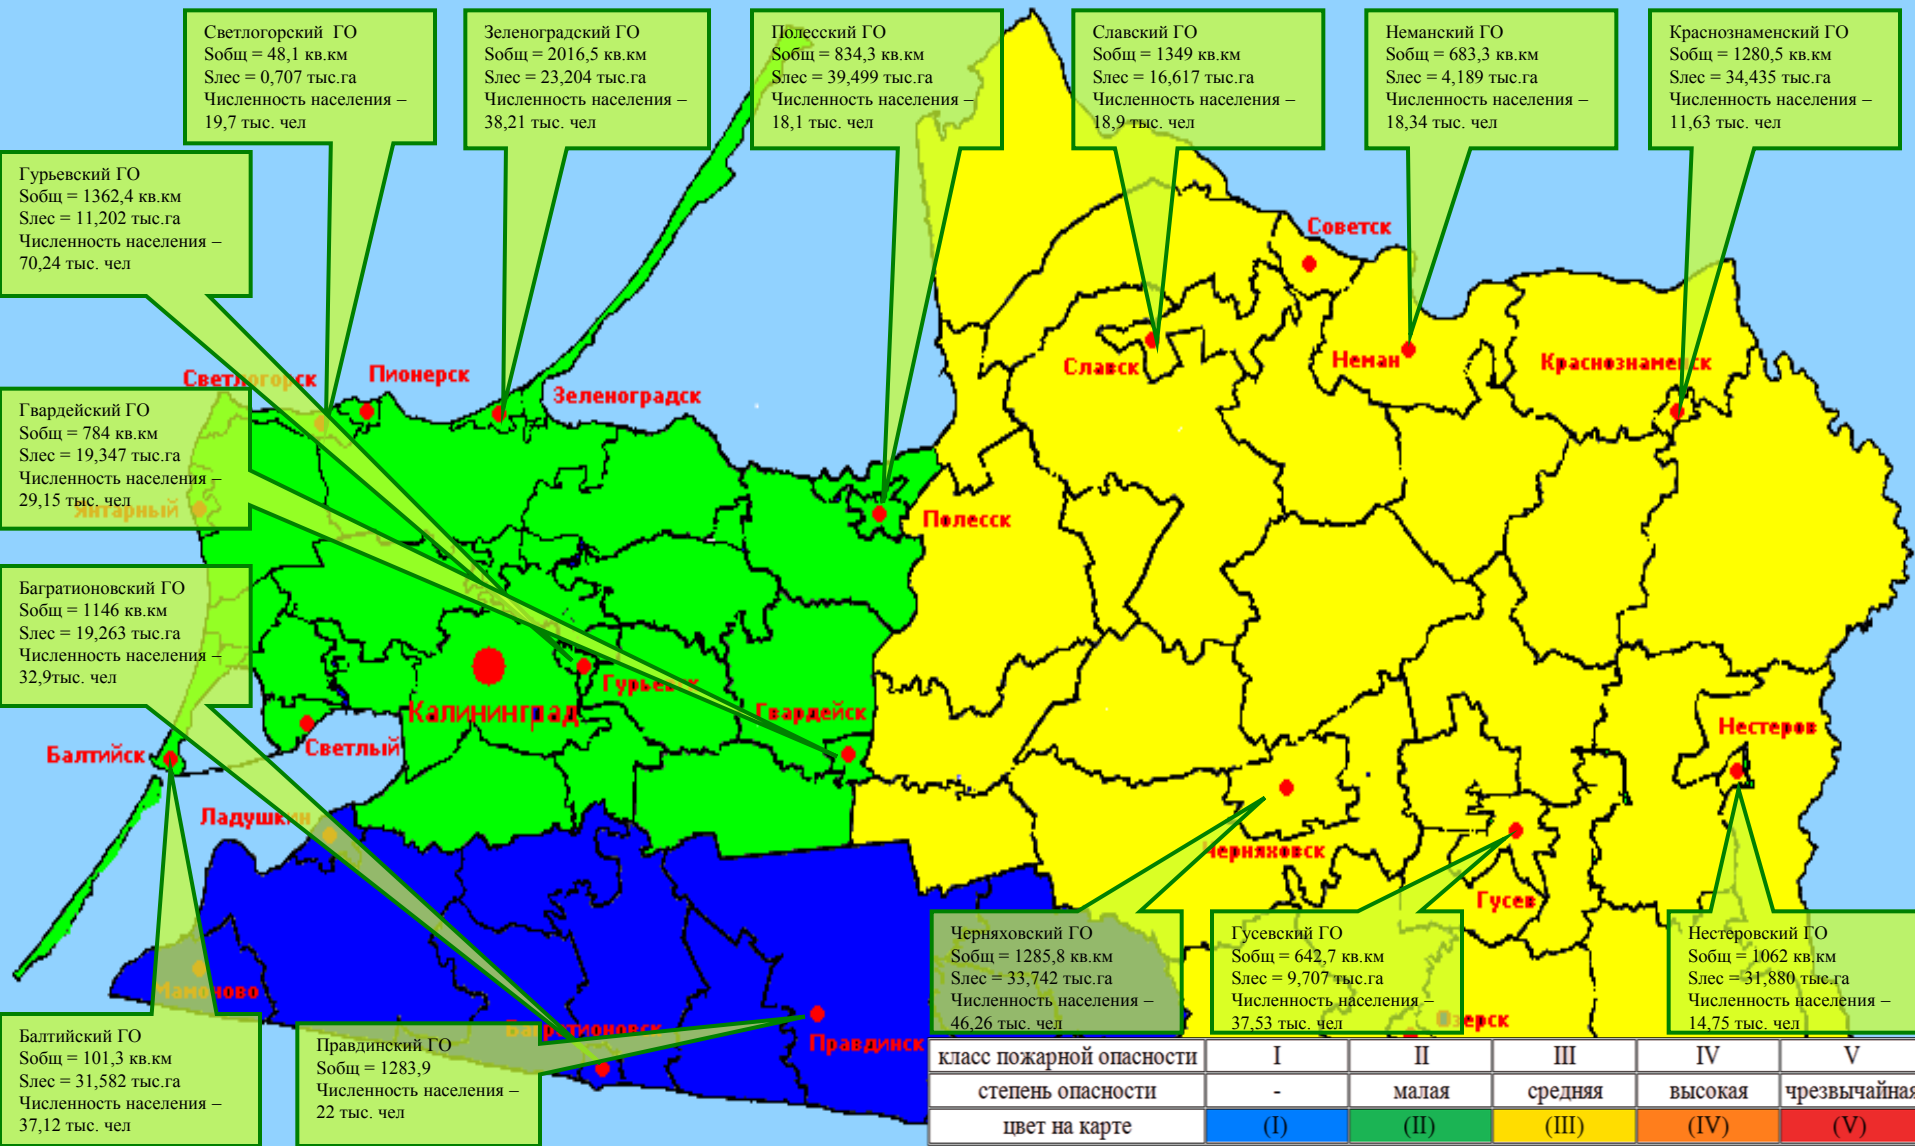 Светлогорский ГО
Sобщ = 48,1 кв.км
Sлес = 0,707 тыс.га
Численность населения –
19,7 тыс. чел
Зеленоградский ГО
Sобщ = 2016,5 кв.км
Sлес = 23,204 тыс.га
Численность населения –
38,21 тыс. чел
Полесский ГО
Sобщ = 834,3 кв.км
Sлес = 39,499 тыс.га
Численность населения –
18,1 тыс. чел
Славский ГО
Sобщ = 1349 кв.км
Sлес = 16,617 тыс.га
Численность населения –
18,9 тыс. чел
Неманский ГО
Sобщ = 683,3 кв.км
Sлес = 4,189 тыс.га
Численность населения –
18,34 тыс. чел
Краснознаменский ГО
Sобщ = 1280,5 кв.км
Sлес = 34,435 тыс.га
Численность населения –
11,63 тыс. чел
Гурьевский ГО
Sобщ = 1362,4 кв.км
Sлес = 11,202 тыс.га
Численность населения –
70,24 тыс. чел
Советск
Светлогорск
Пионерск
Зеленоградск
Славск
Неман
Краснознаменск
Гвардейский ГО
Sобщ = 784 кв.км
Sлес = 19,347 тыс.га
Численность населения –
29,15 тыс. чел
Янтарный
Полесск
Багратионовский ГО
Sобщ = 1146 кв.км
Sлес = 19,263 тыс.га
Численность населения –
32,9тыс. чел
Гурьевск
Калининград
Гвардейск
Нестеров
Балтийск
Светлый
Ладушкин
Черняховск
Гусев
Мамоново
Багратионовск
Правдинск
Озерск
Черняховский ГО
Sобщ = 1285,8 кв.км
Sлес = 33,742 тыс.га
Численность населения –
46,26 тыс. чел
Гусевский ГО
Sобщ = 642,7 кв.км
Sлес = 9,707 тыс.га
Численность населения –
37,53 тыс. чел
Нестеровский ГО
Sобщ = 1062 кв.км
Sлес = 31,880 тыс.га
Численность населения –
14,75 тыс. чел
Балтийский ГО
Sобщ = 101,3 кв.км
Sлес = 31,582 тыс.га
Численность населения –
37,12 тыс. чел
Правдинский ГО
Sобщ = 1283,9
Численность населения –
22 тыс. чел
класс пожарной опасности I II III IV V
степень опасности - малая средняя высокая чрезвычайная
цвет на карте (I) (II) (III) (IV) (V)